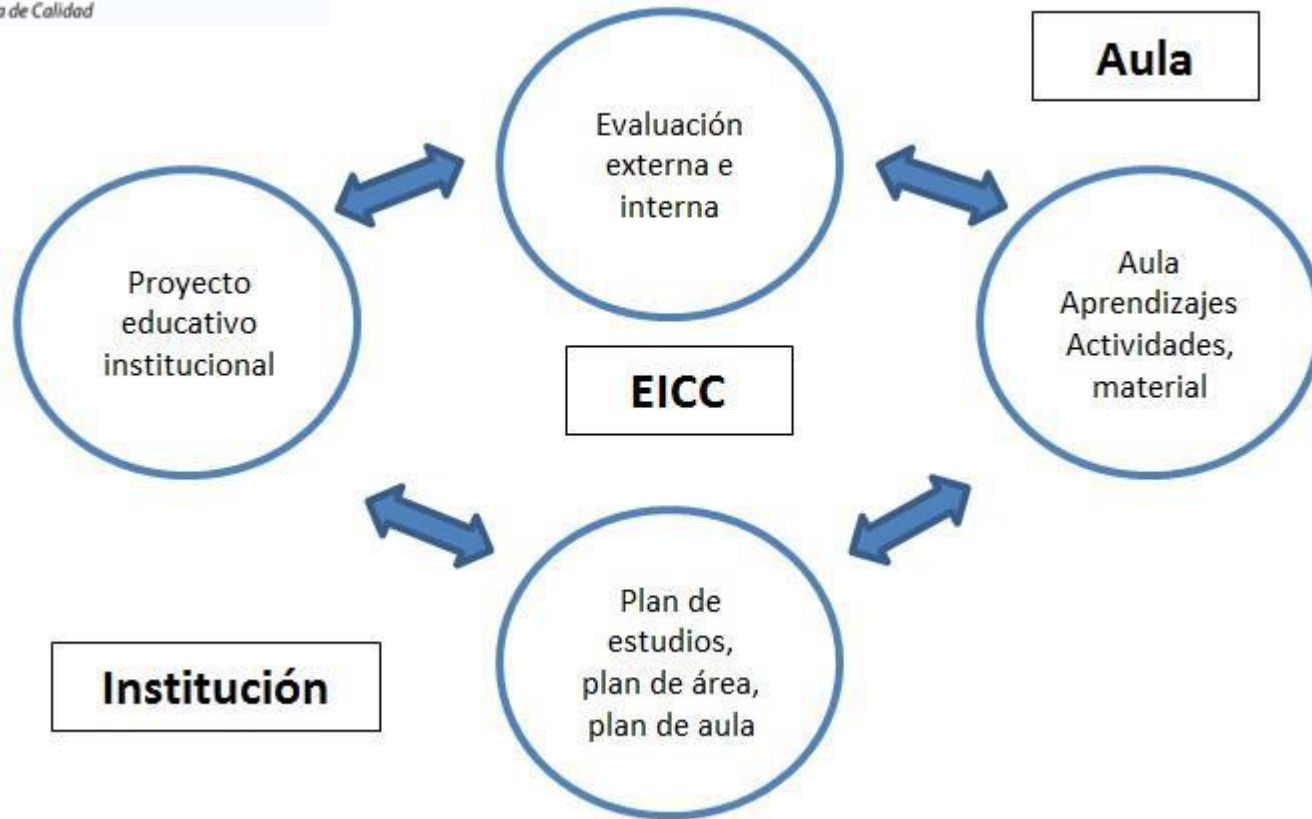 de Calidad
Aula
Evaluación
externa e
interna
Proyecto
educativo
institucional
Aula
Aprendizajes
Actividades,
material
EICC
Plan de
estudios,
plan de área,
plan de aula
Institución